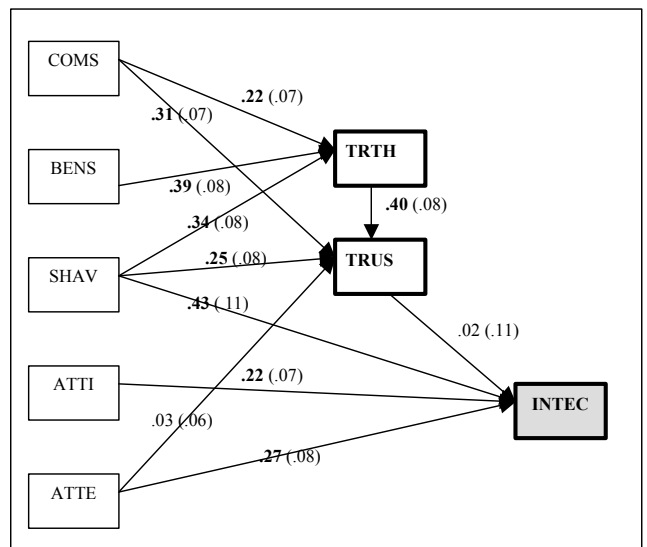 COMS
.22 (.07)
.31(.07)
TRTH
BENS
.39 (.08)
.40 (.08)
.34 (.08)
TRUS
.25(.08)
SHAV
.43(.11)
.02 (.11)
ATTI
.22(.07)
INTEC
.03 (.06)
.27(.08)
ATTE